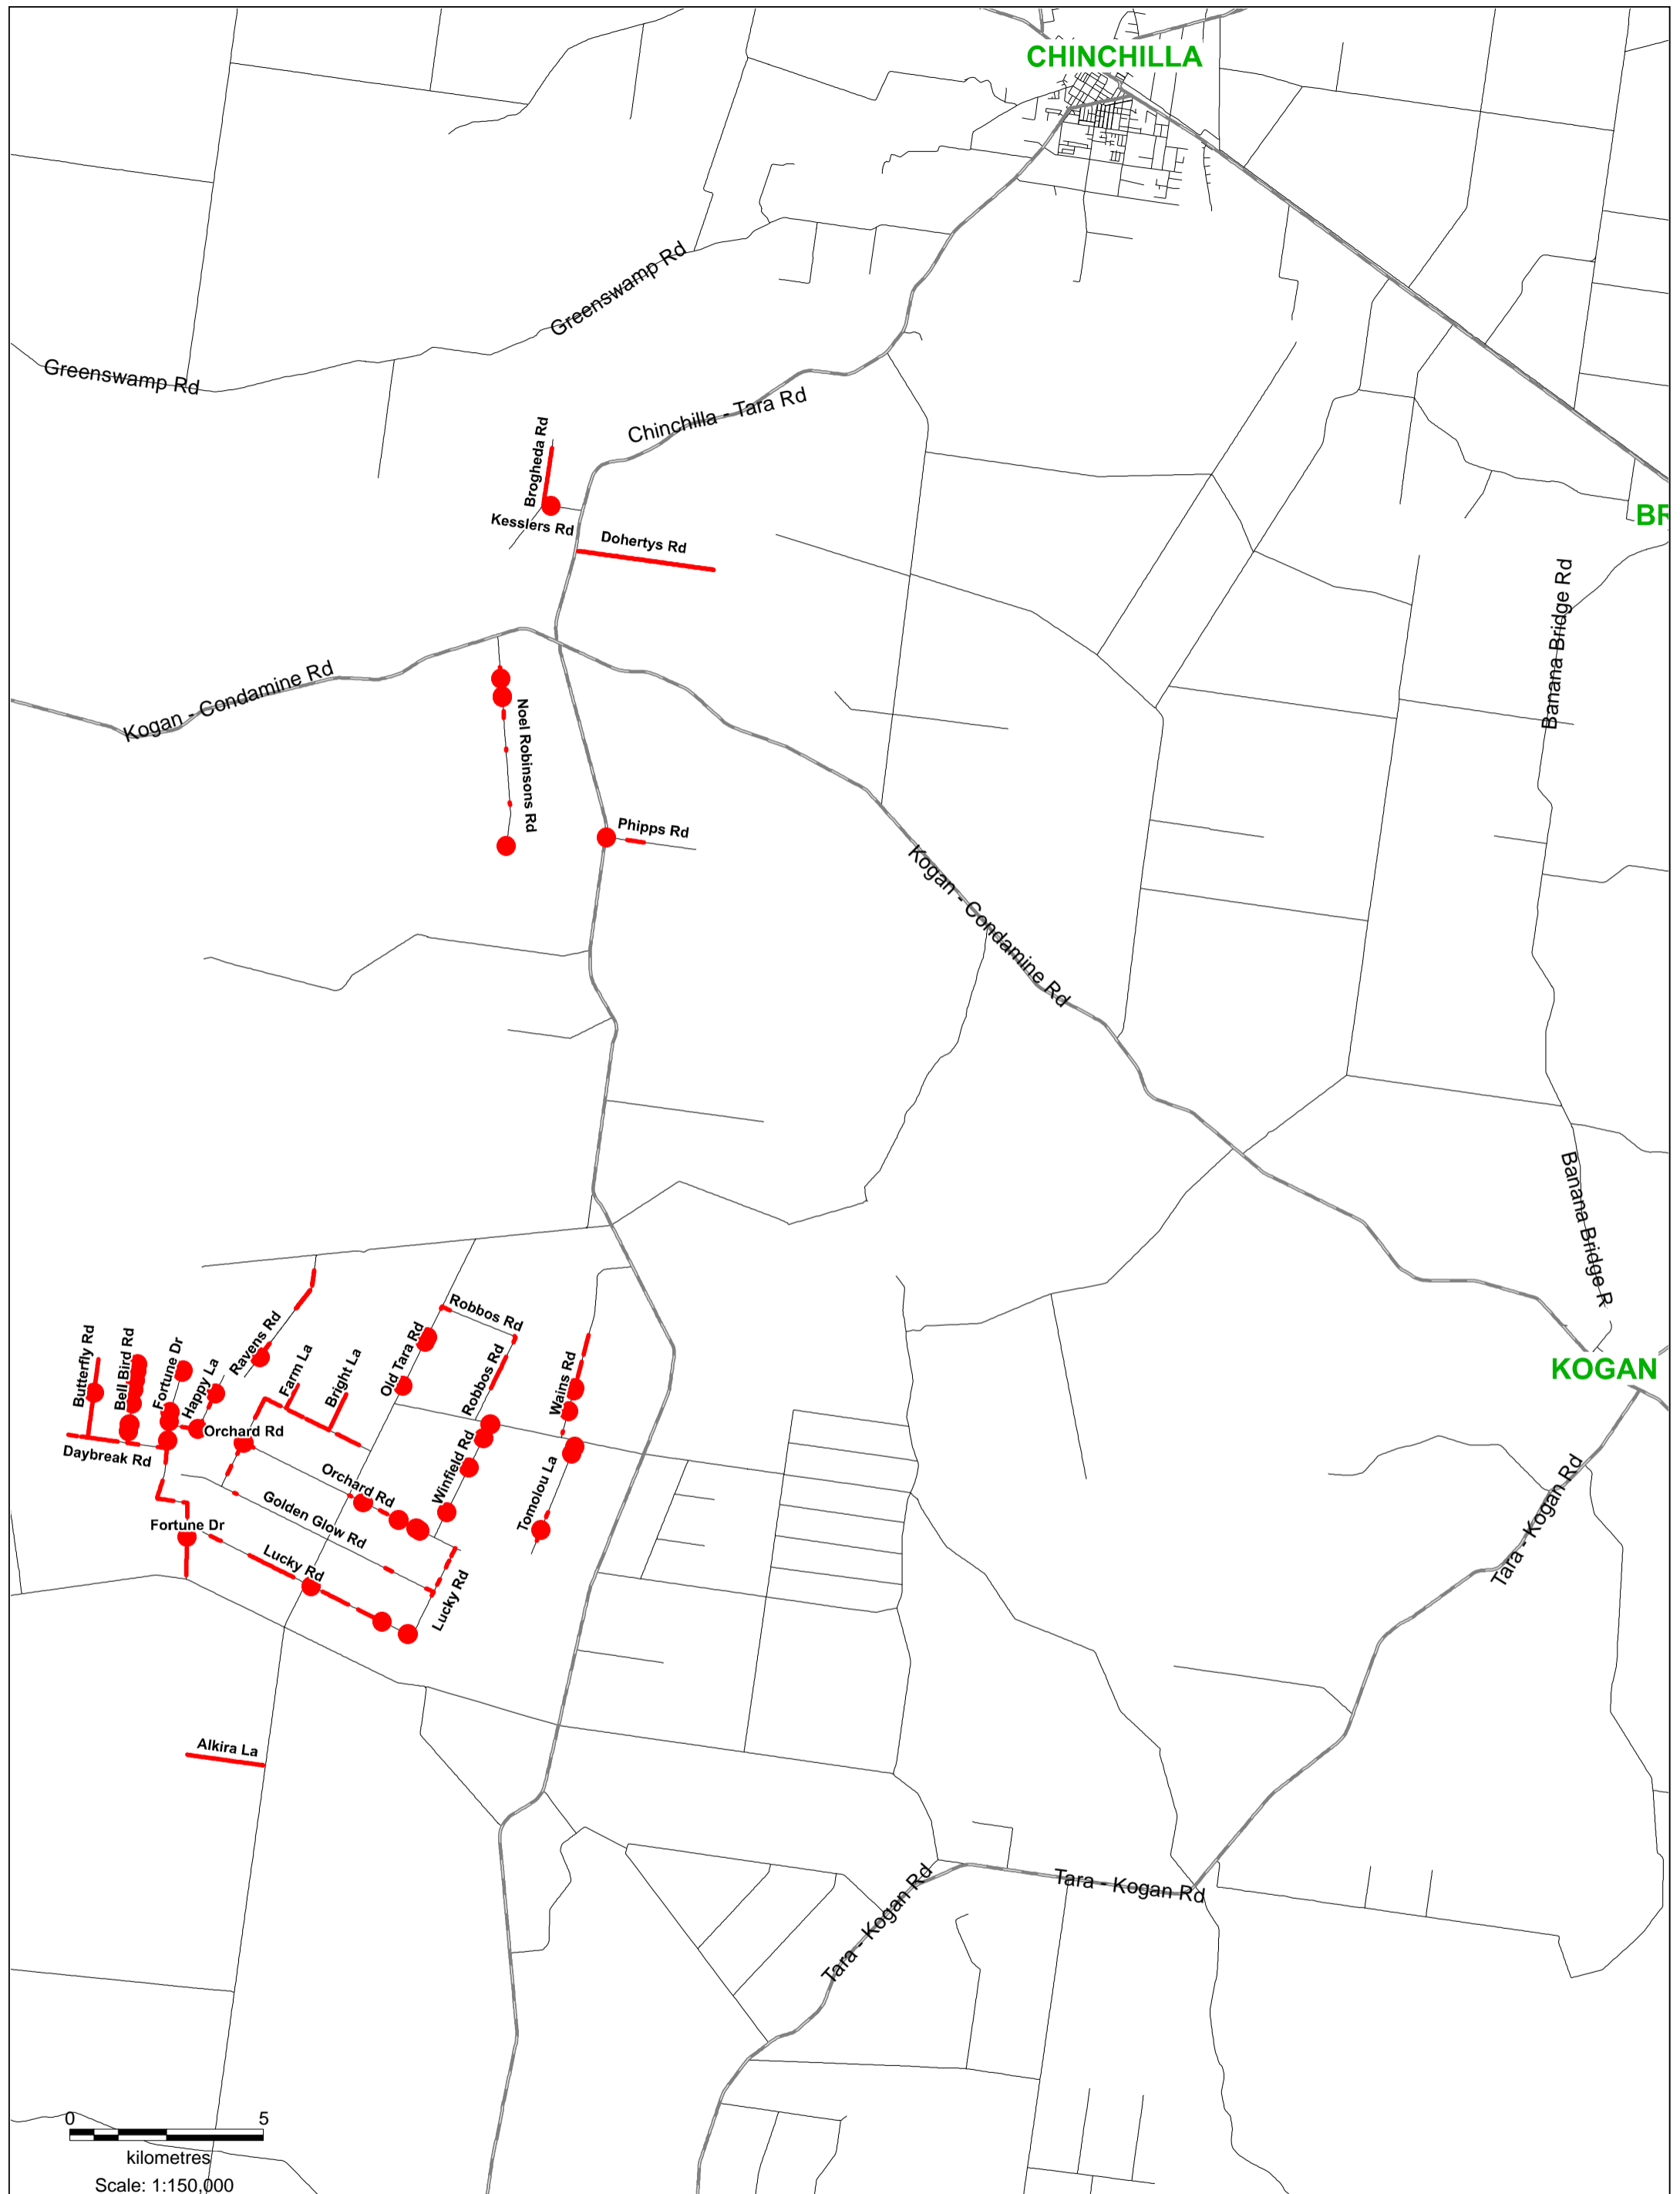 CHINCHILLA
Greenswamp Rd
Greenswamp Rd
Chinchilla - Tara Rd
Brogheda Rd
Kesslers Rd
Dohertys Rd
BR
Banana Bridge Rd
Kogan - Condamine Rd
Noel Robinsons Rd
Phipps Rd
Kogan - Condamine Rd
Banana Bridge R
KOGAN
Robbos Rd
Ravens Rd
Old Tara Rd
Butterfly Rd
Bell Bird Rd
Fortune Dr
Happy La
Farm La
Bright La
Robbos Rd
Wains Rd
Orchard Rd
Daybreak Rd
Orchard Rd
Winfield Rd
Tomolou La
Golden Glow Rd
Fortune Dr
Lucky Rd
Lucky Rd
Tara - Kogan Rd
Alkira La
Tara - Kogan Rd
Tara - Kogan Rd
0 5
kilometres
Scale: 1:150,000